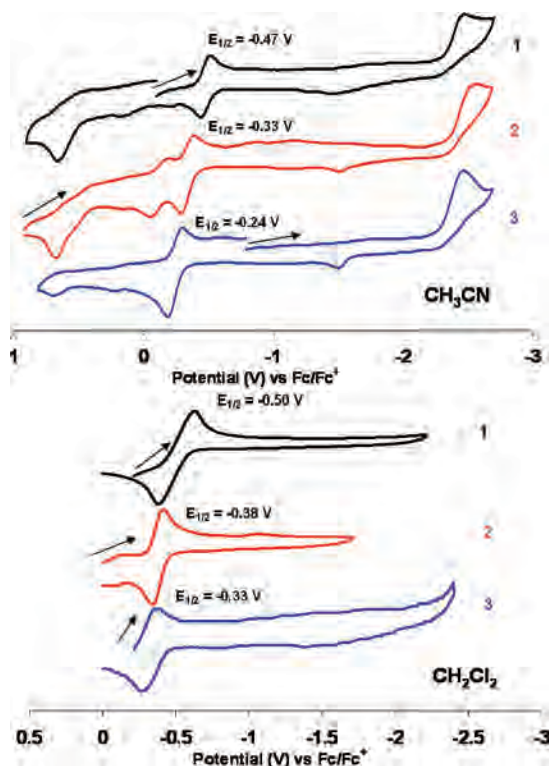 E1/2 = -0.47 V
1
E1/2 = -0.33 V
2
E1/2 = -0.24 V
3
CH3CN
1 0 -1 -2 -3
Potential (V) vs Fc/Fc+
E1/2 = -0.50 V
1
E1/2 = -0.38 V
2
E1/2 = -0.33 V
3
CH2Cl2
0.5 0 -0.5 -1 -1.5 -2 -2.5 -3
Potential (V) vs Fc/Fc+